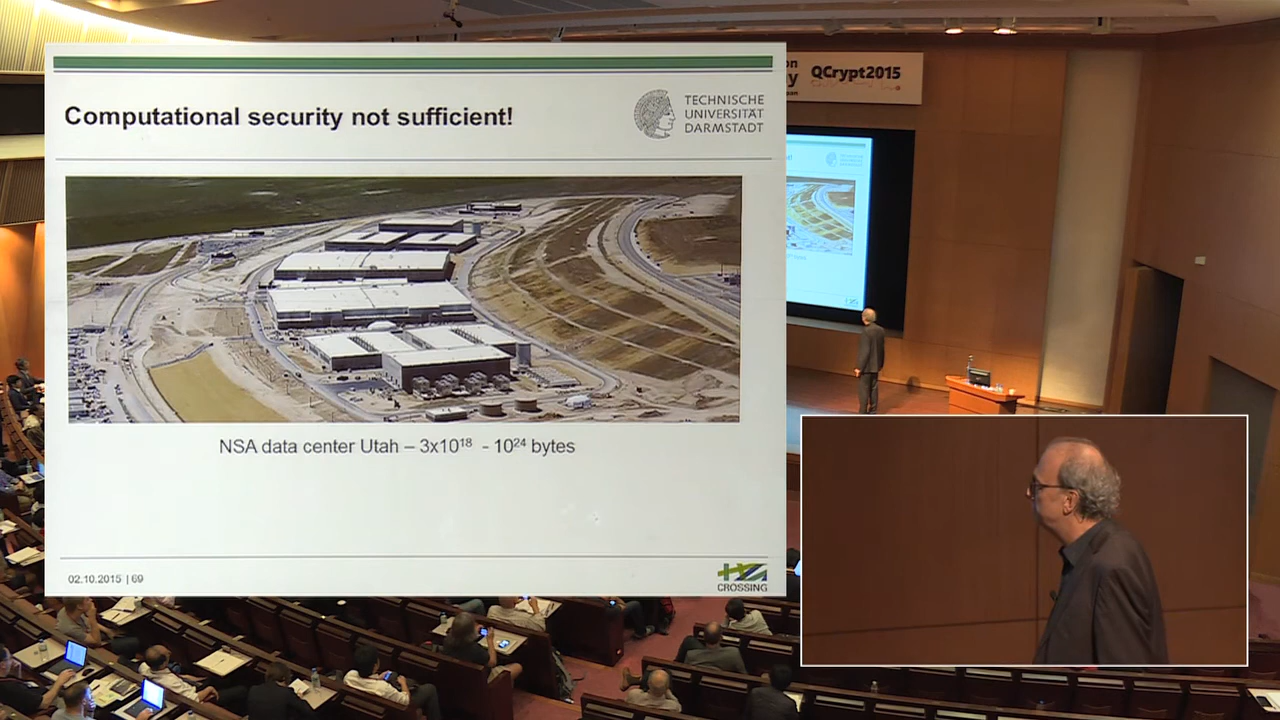 Computational security not sufficient!
TECHNISCHE
UNIVERSITÄT
DARMSTADT
NSA data center Utah – 3x10¹⁸ - 10²⁴ bytes
02.10.2015 | 69
CROSSING
on
QCrypt2015